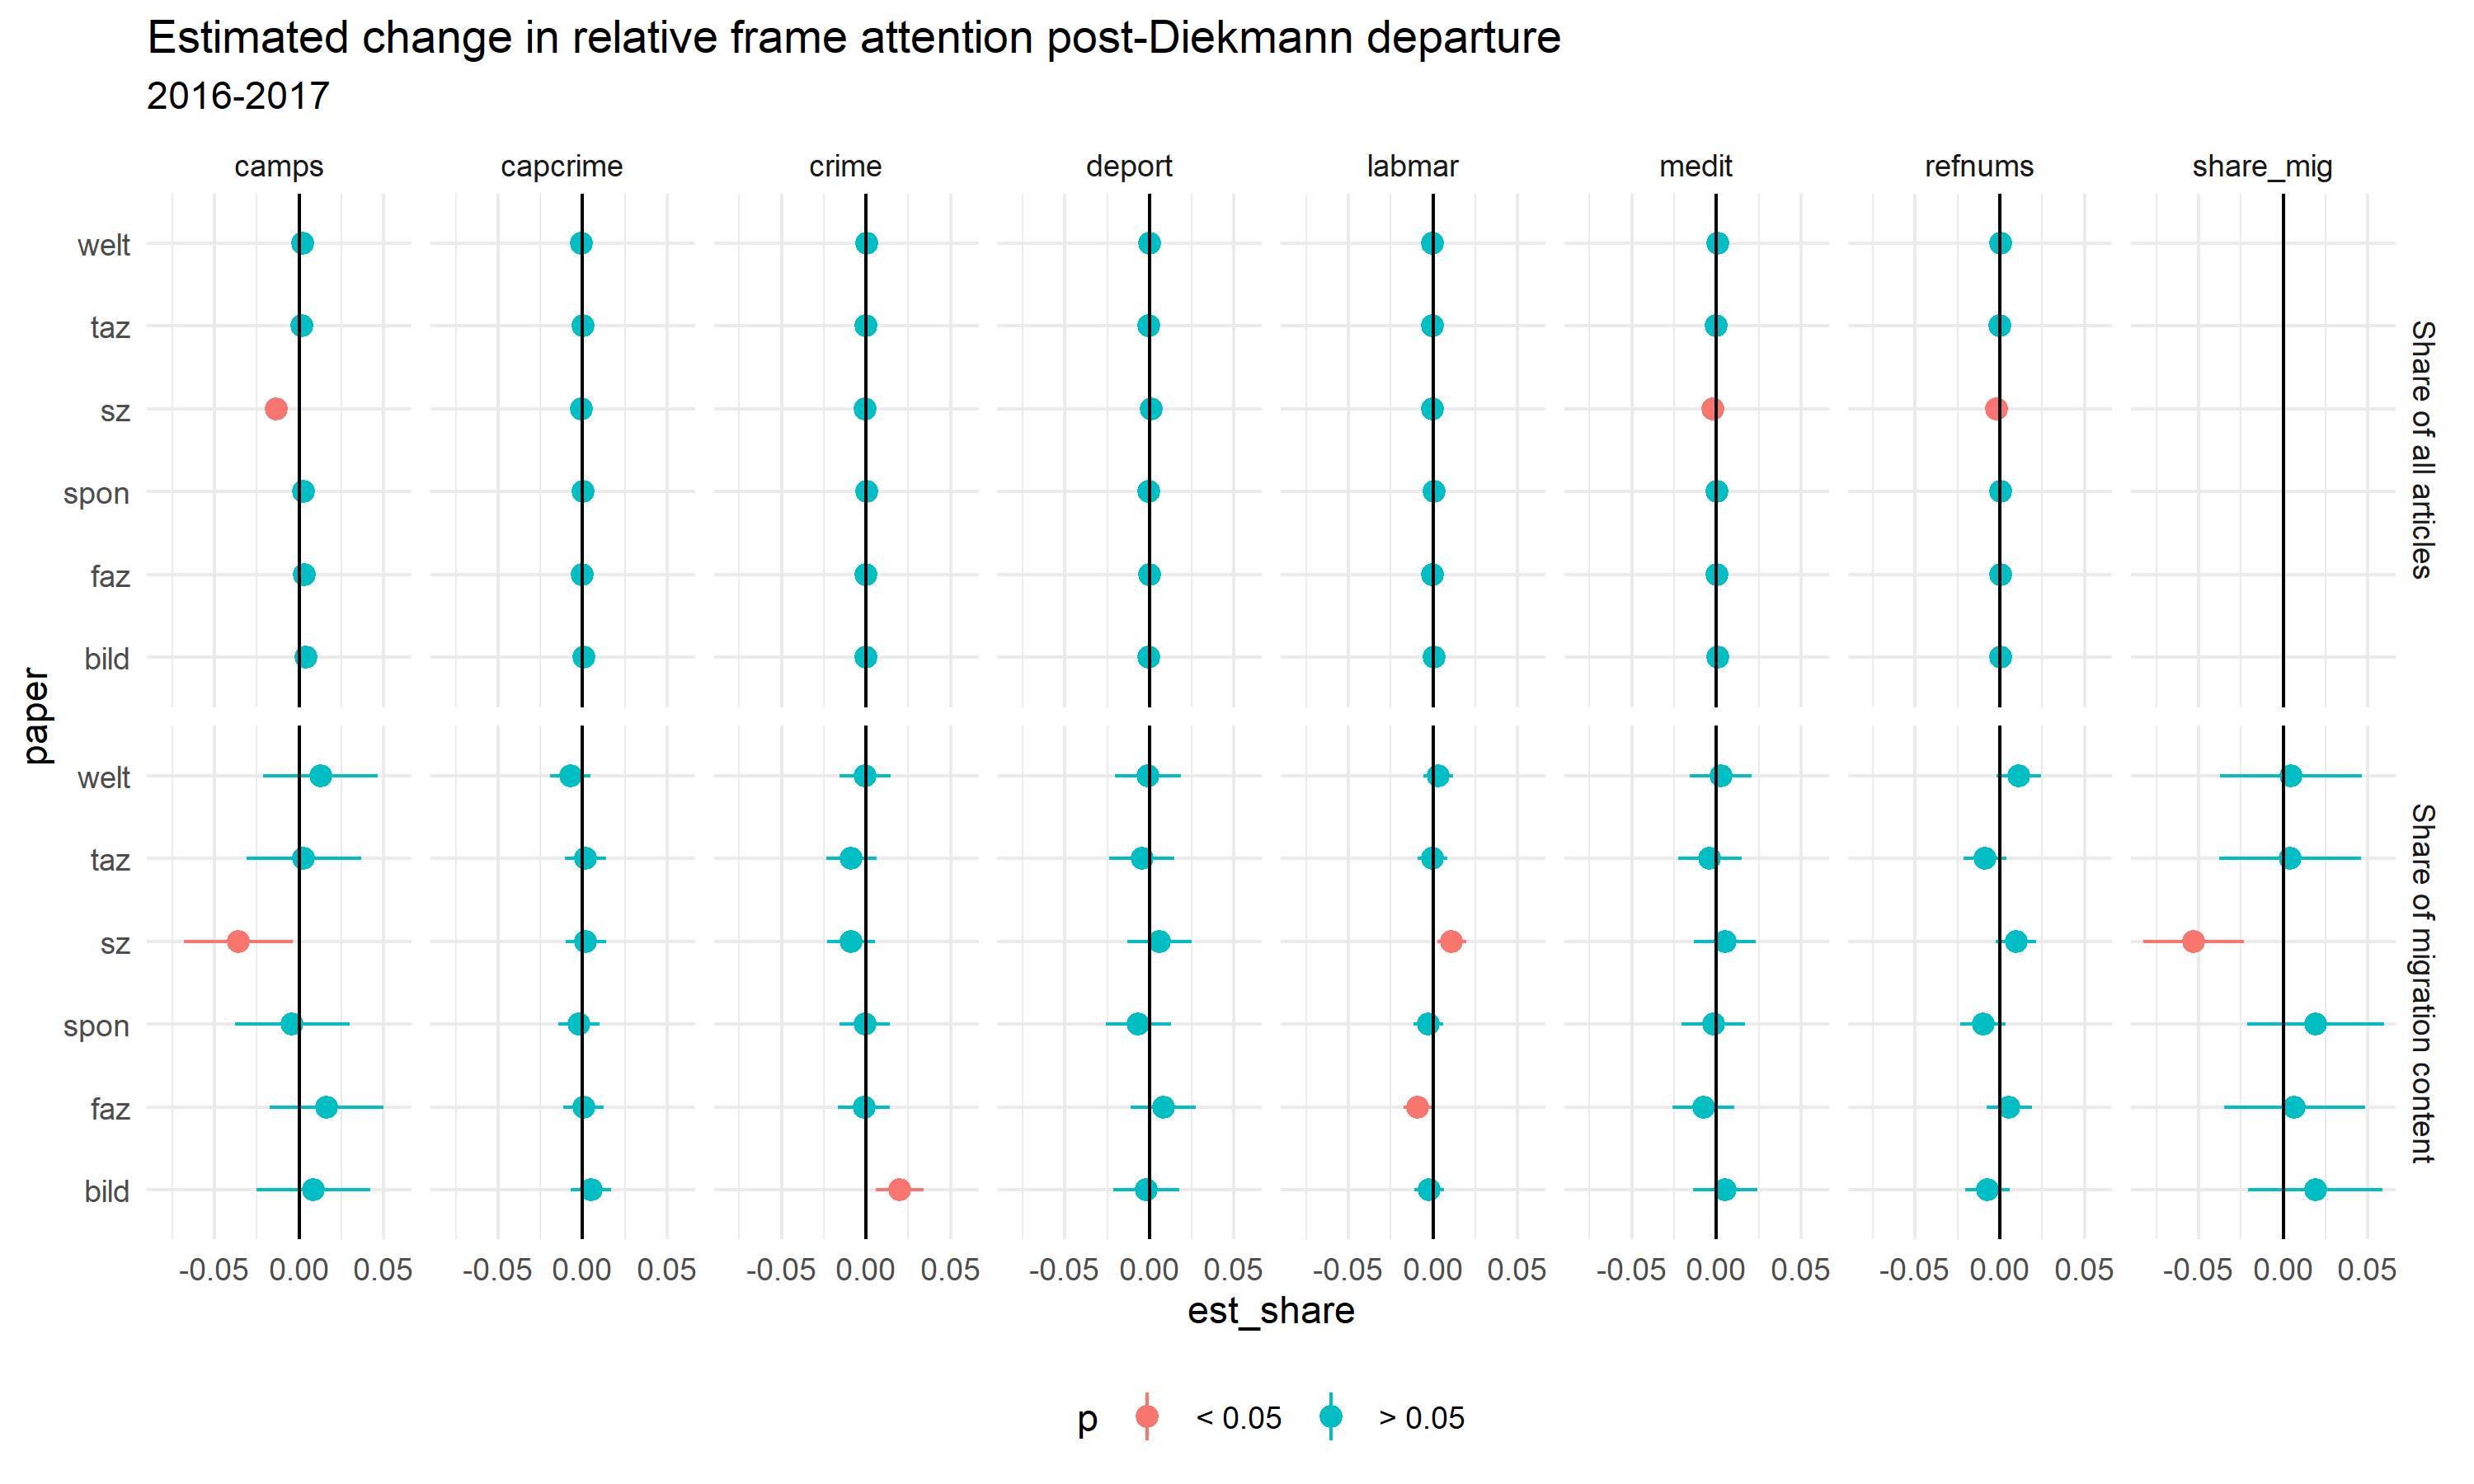 Estimated change in relative frame attention post-Diekmann departure
2016-2017
camps capcrime crime deport labmar medit refnums share_mig
welt
taz
sz
spon
faz
bild
Share of all articles
paper
welt
taz
sz
spon
faz
bild
Share of migration content
-0.05 0.00 0.05 -0.05 0.00 0.05 -0.05 0.00 0.05 -0.05 0.00 0.05 -0.05 0.00 0.05 -0.05 0.00 0.05 -0.05 0.00 0.05 -0.05 0.00 0.05
est_share
p < 0.05 > 0.05